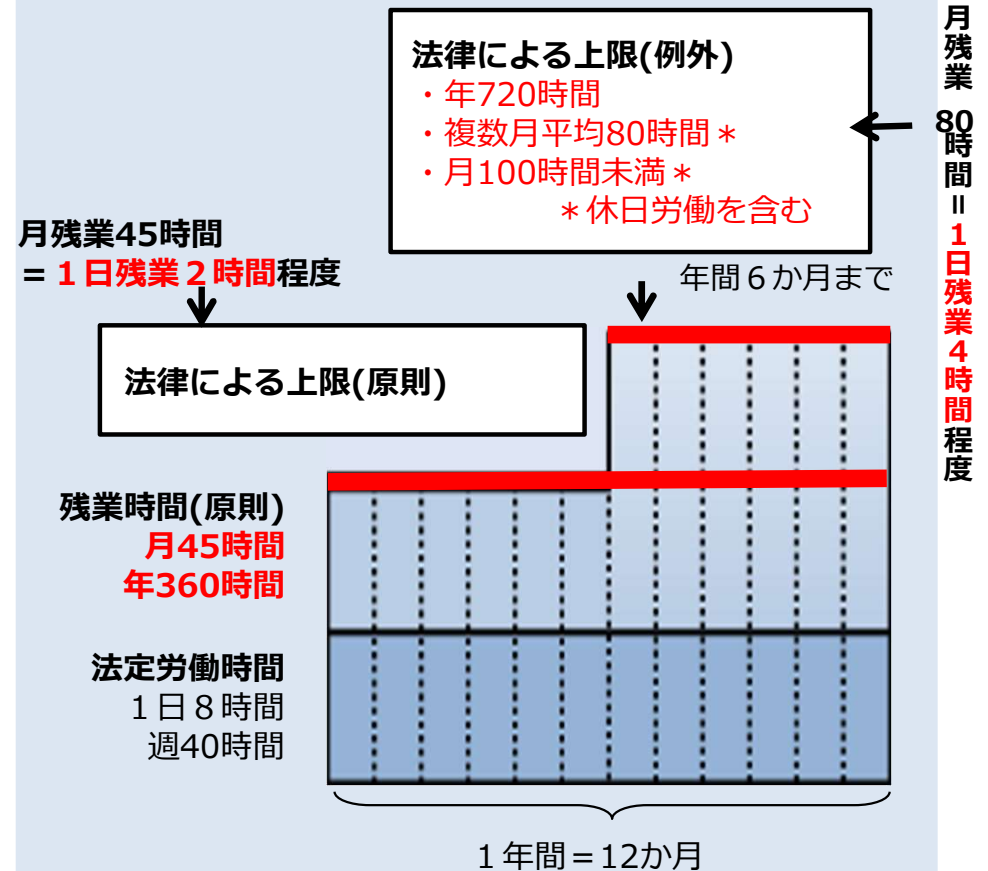 法律による上限(例外)
・年720時間
・複数月平均80時間＊
・月100時間未満＊
＊休日労働を含む
月残業45時間
=１日残業２時間程度
年間６か月まで
法律による上限(原則)
残業時間(原則)
月45時間
年360時間
法定労働時間
１日８時間
週40時間
１年間＝12か月
月残業80時間＝１日残業４時間程度